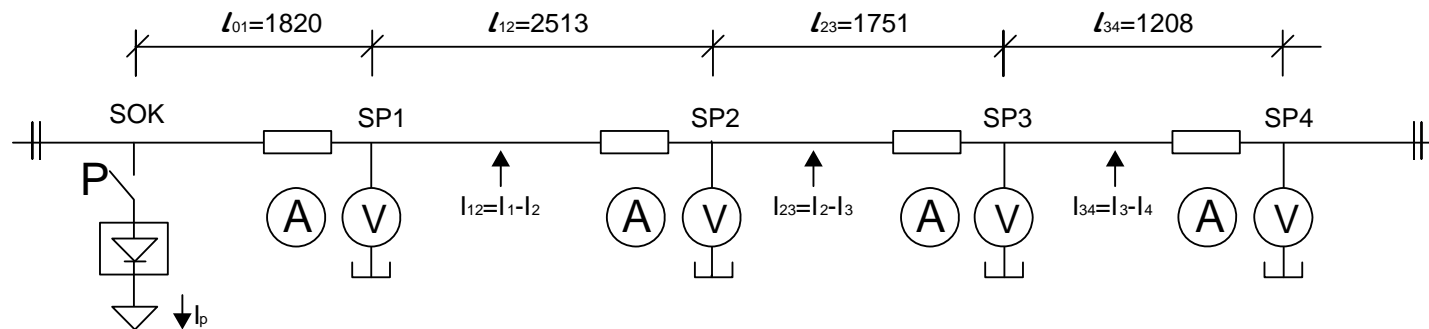 l01=1820 l12=2513 l23=1751 l34=1208
SOK SP1 SP2 SP3 SP4
P
A V A V A V A V
I12=I1-I2 I23=I2-I3 I34=I3-I4
Ip